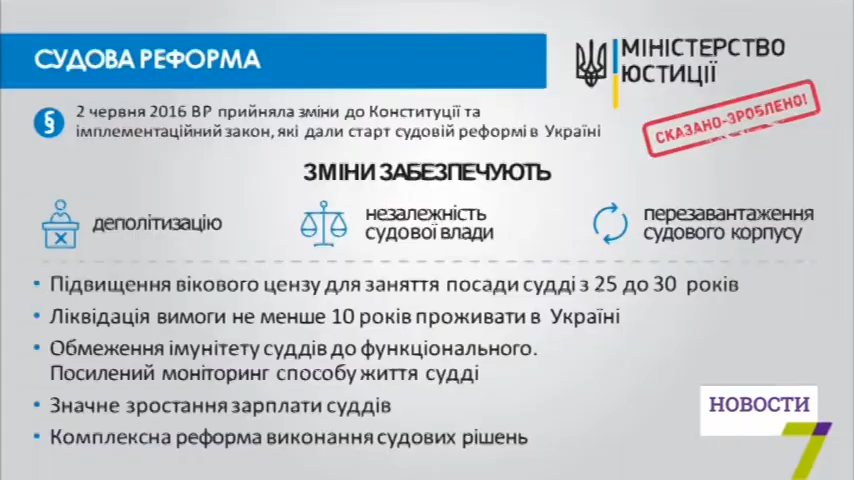 СУДОВА РЕФОРМА
МІНІСТЕРСТВО
ЮСТИЦІЇ
§
2 червня 2016 ВР прийняла зміни до Конституції та
імплементаційний закон, які дали старт судовій реформі в Україні
СКАЗАНО-ЗРОБЛЕНО!
ЗМІНИ ЗАБЕЗПЕЧУЮТЬ
деполітизацію
незалежність
судової влади
перезавантаження
судового корпусу
• Підвищення вікового цензу для заняття посади судді з 25 до 30 років
• Ліквідація вимоги не менше 10 років проживати в Україні
• Обмеження імунітету суддів до функціонального.
Посилений моніторинг способу життя судді
• Значне зростання зарплати суддів
• Комплексна реформа виконання судових рішень
НОВОСТИ
7